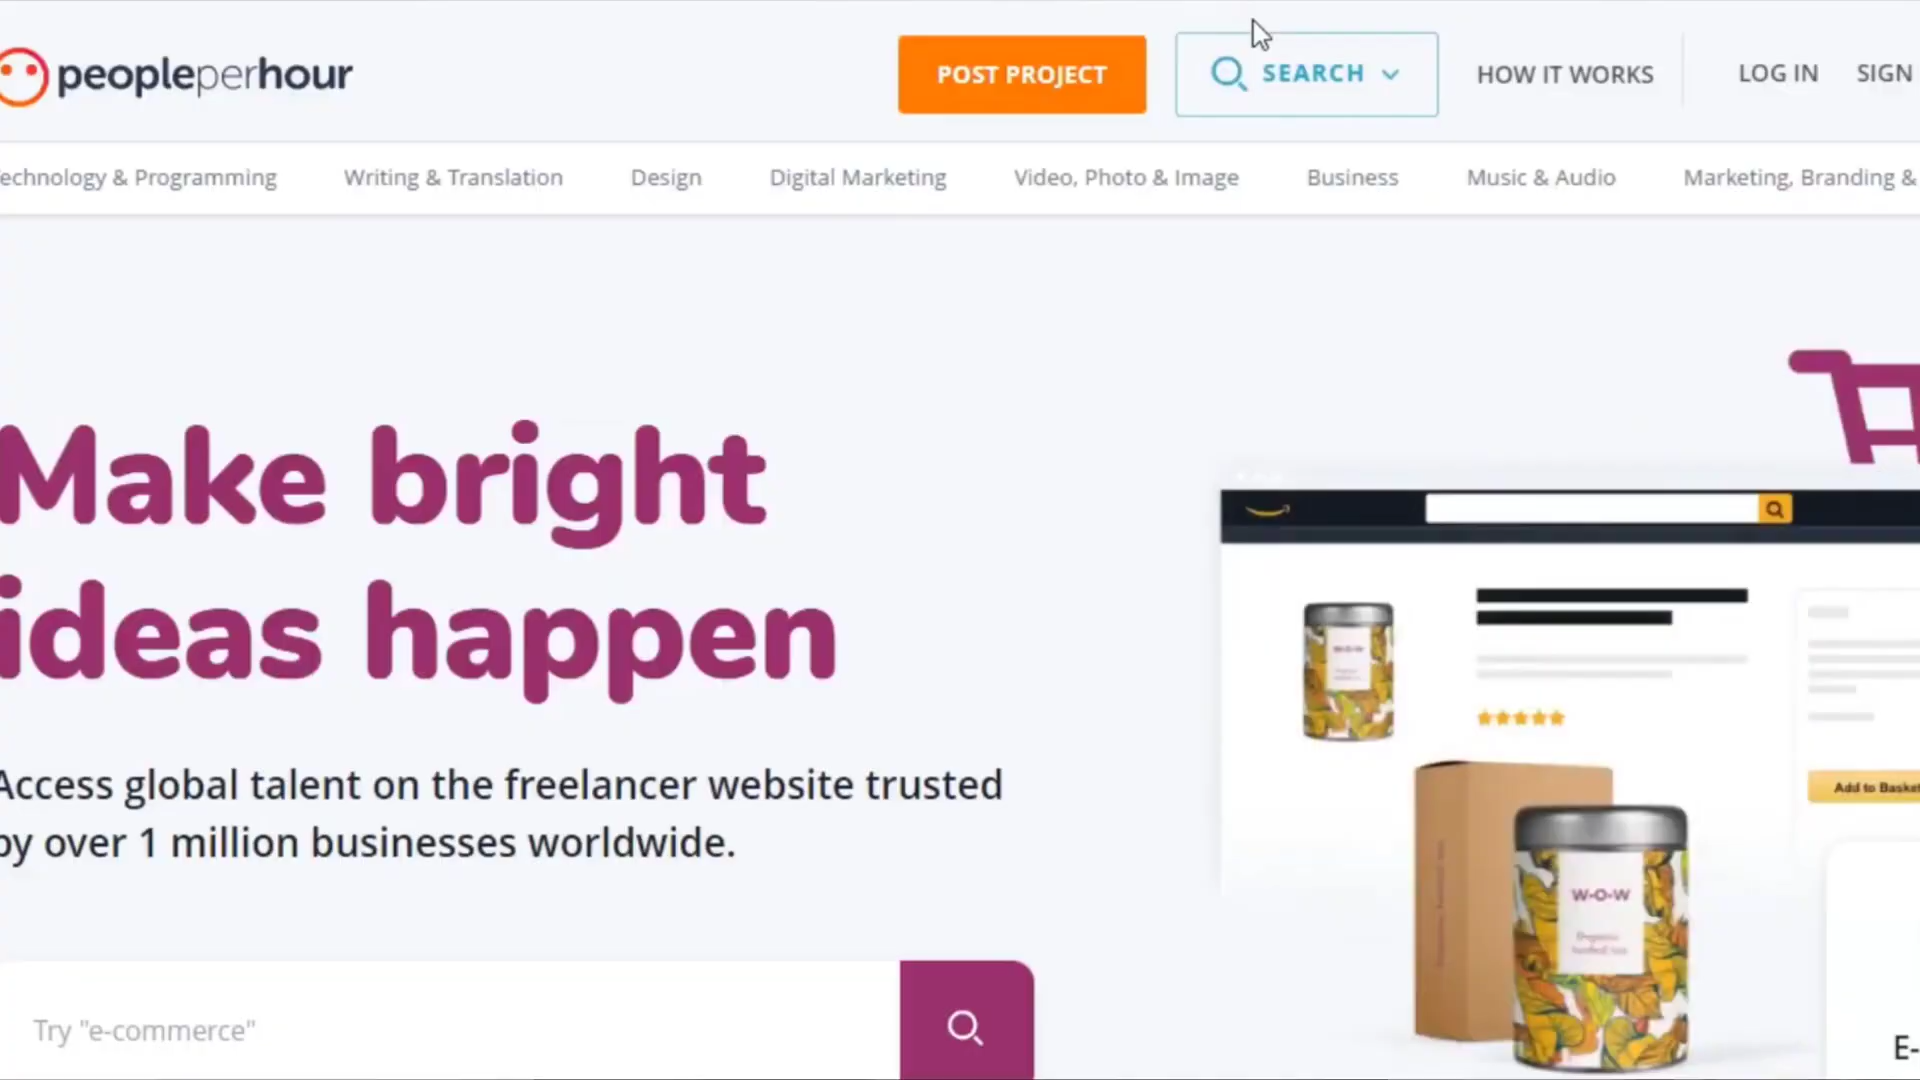 peopleperhour
POST PROJECT
SEARCH
HOW IT WORKS
LOG IN
SIGN
echnology & Programming
Writing & Translation
Design
Digital Marketing
Video, Photo & Image
Business
Music & Audio
Marketing, Branding &
Make bright
ideas happen
Access global talent on the freelancer website trusted
by over 1 million businesses worldwide.
Try "e-commerce"
Add to Basket
W-O-W
E-